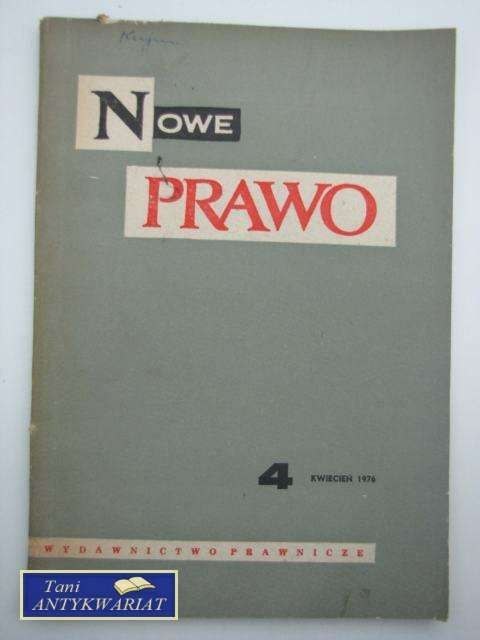 NOWE
PRAWO
4 KWIECIEŃ 1976
WYDAWNICTWO PRAWNICZE
Tani
ANTYKWARIAT